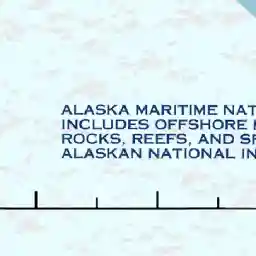 ALASKA MARITIME NAT
INCLUDES OFFSHORE
ROCKS, REEFS, AND
ALASKAN NATIONAL IN